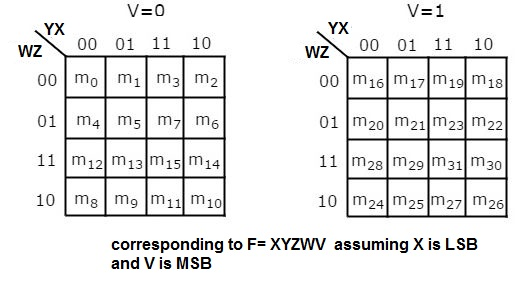 V=0 V=1
YX YX
WZ 00 01 11 10 WZ 00 01 11 10
00 m0 m1 m3 m2 00 m16 m17 m19 m18
01 m4 m5 m7 m6 01 m20 m21 m23 m22
11 m12 m13 m15 m14 11 m28 m29 m31 m30
10 m8 m9 m11 m10 10 m24 m25 m27 m26
corresponding to F= XYZWV assuming X is LSB
and V is MSB